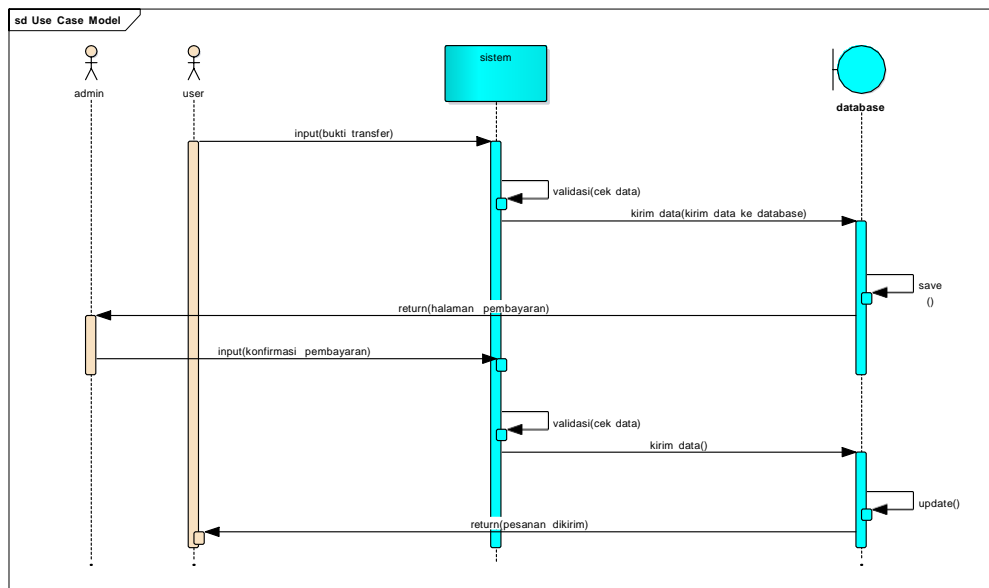 sd Use Case Model
admin
user
sistem
database
input(bukti transfer)
validasi(cek data)
kirim data(kirim data ke database)
save
()
return(halaman pembayaran)
input(konfirmasi pembayaran)
validasi(cek data)
kirim data()
update()
return(pesanan dikirim)